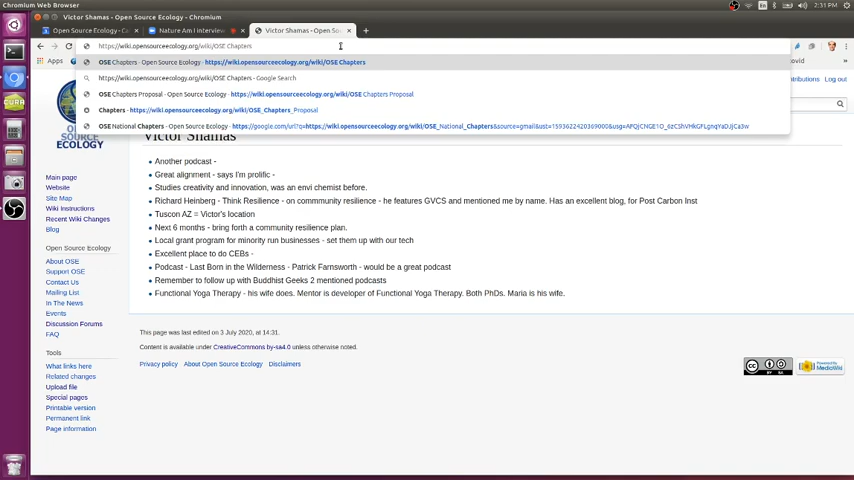 Chromium Web Browser
2:31 PM
Victor Shamas - Open Source Ecology - Chromium
Open Source Ecology - Ca
Nature Am I interview
Victor Shamas - Open Sou
https://wiki.opensourceecology.org/wiki/OSE Chapters
OSE Chapters - Open Source Ecology - https://wiki.opensourceecology.org/wiki/OSE Chapters
Apps
ovid
https://wiki.opensourceecology.org/wiki/OSE Chapters - Google Search
ributions Log out
OSE Chapters Proposal - Open Source Ecology - https://wiki.opensourceecology.org/wiki/OSE Chapters Proposal
Chapters - https://wiki.opensourceecology.org/wiki/OSE_Chapters_Proposal
OSE National Chapters - Open Source Ecology -
OPEN SOURCE
ECOLOGY
Victor Shamas
Another podcast -
Great alignment - says I'm prolific -
Studies creativity and innovation, was an envi chemist before.
Richard Heinberg - Think Resilience - on commmunity resilience - he features GVCS and mentioned me by name. Has an excellent blog, for Post Carbon Inst
Tuscon AZ = Victor's location
Next 6 months - bring forth a community resilience plan.
Local grant program for minority run businesses - set them up with our tech
Excellent place to do CEBs -
Podcast - Last Born in the Wilderness - Patrick Farnsworth - would be a great podcast
Remember to follow up with Buddhist Geeks 2 mentioned podcasts
Functional Yoga Therapy - his wife does. Mentor is developer of Functional Yoga Therapy. Both PhDs. Maria is his wife.
This page was last edited on 3 July 2020, at 14:31.
Content is available under CreativeCommons by-sa4.0 unless otherwise noted.
Privacy policy About Open Source Ecology Disclaimers
Main page
Website
Site Map
Wiki Instructions
Recent Wiki Changes
Blog
Open Source Ecology
About OSE
Support OSE
Contact Us
Mailing List
In The News
Events
Discussion Forums
FAQ
Tools
What links here
Related changes
Upload file
Special pages
Printable version
Permanent link
Page information